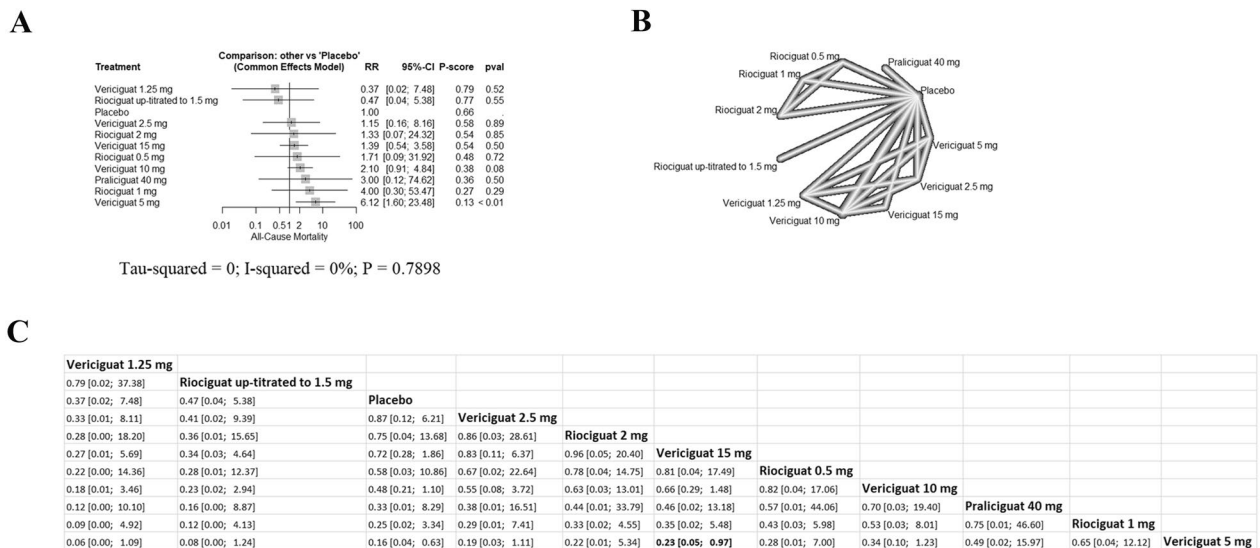 A
Comparison: other vs 'Placebo'
Treatment (Common Effects Model) RR 95%-CI P-score pval
Vericiguat 1.25 mg 0.37 [0.02; 7.48] 0.79 0.52
Riociguat up-titrated to 1.5 mg 0.47 [0.04; 5.38] 0.77 0.55
Placebo 1.00 0.66 .
Vericiguat 2.5 mg 1.15 [0.16; 8.16] 0.58 0.89
Riociguat 2 mg 1.33 [0.07; 24.32] 0.54 0.85
Vericiguat 15 mg 1.39 [0.54; 3.58] 0.54 0.50
Riociguat 0.5 mg 1.71 [0.09; 31.92] 0.48 0.72
Vericiguat 10 mg 2.10 [0.91; 4.84] 0.38 0.08
Praliciguat 40 mg 3.00 [0.12; 74.62] 0.36 0.50
Riociguat 1 mg 4.00 [0.30; 53.47] 0.27 0.29
Vericiguat 5 mg 6.12 [1.60; 23.48] 0.13 < 0.01
0.01 0.1 0.5 1 2 10 100
All-Cause Mortality
Tau-squared = 0; I-squared = 0%; P = 0.7898
B
Riociguat 0.5 mg
Praliciguat 40 mg
Riociguat 1 mg
Placebo
Riociguat 2 mg
Vericiguat 5 mg
Riociguat up-titrated to 1.5 mg
Vericiguat 2.5 mg
Vericiguat 1.25 mg
Vericiguat 15 mg
Vericiguat 10 mg
C
Vericiguat 1.25 mg
0.79 [0.02; 37.38] Riociguat up-titrated to 1.5 mg
0.37 [0.02; 7.48] 0.47 [0.04; 5.38] Placebo
0.33 [0.01; 8.11] 0.41 [0.02; 9.39] 0.87 [0.12; 6.21] Vericiguat 2.5 mg
0.28 [0.00; 18.20] 0.36 [0.01; 15.65] 0.75 [0.04; 13.68] 0.86 [0.03; 28.61] Riociguat 2 mg
0.27 [0.01; 5.69] 0.34 [0.03; 4.64] 0.72 [0.28; 1.86] 0.83 [0.11; 6.37] 0.96 [0.05; 20.40] Vericiguat 15 mg
0.22 [0.00; 14.36] 0.28 [0.01; 12.37] 0.58 [0.03; 10.86] 0.67 [0.02; 22.64] 0.78 [0.04; 14.75] 0.81 [0.04; 17.49] Riociguat 0.5 mg
0.18 [0.01; 3.46] 0.23 [0.02; 2.94] 0.48 [0.21; 1.10] 0.55 [0.08; 3.72] 0.63 [0.03; 13.01] 0.66 [0.29; 1.48] 0.82 [0.04; 17.06] Vericiguat 10 mg
0.12 [0.00; 10.10] 0.16 [0.00; 8.87] 0.33 [0.01; 8.29] 0.38 [0.01; 16.51] 0.44 [0.01; 33.79] 0.46 [0.02; 13.18] 0.57 [0.01; 44.06] 0.70 [0.03; 19.40] Praliciguat 40 mg
0.09 [0.00; 4.92] 0.12 [0.00; 4.13] 0.25 [0.02; 3.34] 0.29 [0.01; 7.41] 0.33 [0.02; 4.55] 0.35 [0.02; 5.48] 0.43 [0.03; 5.98] 0.53 [0.03; 8.01] 0.75 [0.01; 46.60] Riociguat 1 mg
0.06 [0.00; 1.09] 0.08 [0.00; 1.24] 0.16 [0.04; 0.63] 0.19 [0.03; 1.11] 0.22 [0.01; 5.34] 0.23 [0.05; 0.97] 0.28 [0.01; 7.00] 0.34 [0.10; 1.23] 0.49 [0.02; 15.97] 0.65 [0.04; 12.12] Vericiguat 5 mg